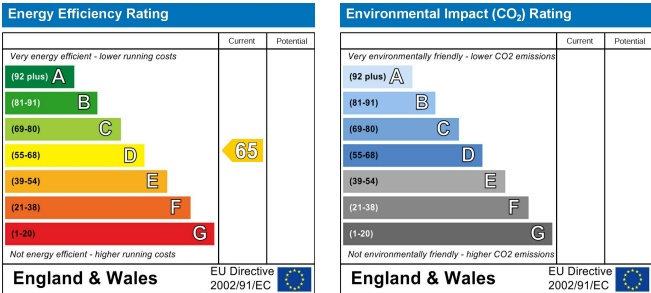 Energy Efficiency Rating
Current Potential
Very energy efficient - lower running costs
(92 plus) A
(81-91) B
(69-80) C
(55-68) D
65
(39-54) E
(21-38) F
(1-20) G
Not energy efficient - higher running costs
England & Wales
EU Directive
2002/91/EC
Environmental Impact (CO₂) Rating
Current Potential
Very environmentally friendly - lower CO2 emissions
(92 plus) A
(81-91) B
(69-80) C
(55-68) D
(39-54) E
(21-38) F
(1-20) G
Not environmentally friendly - higher CO2 emissions
England & Wales
EU Directive
2002/91/EC